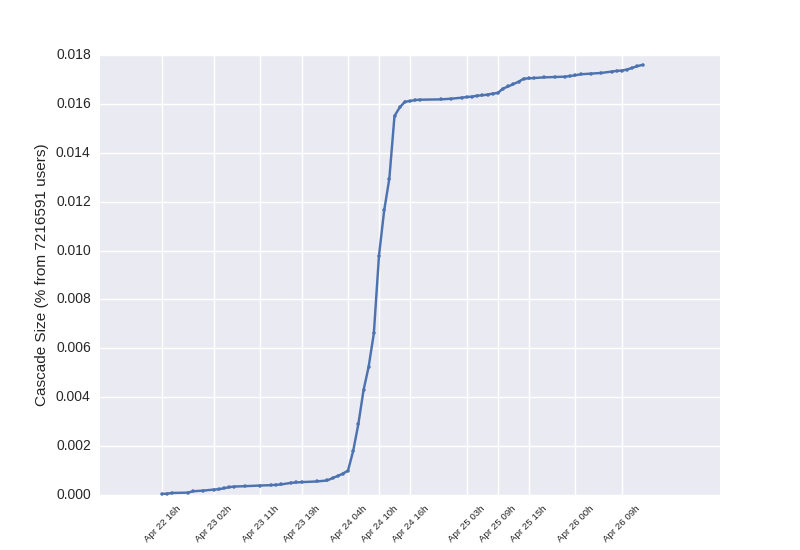 0.018
0.016
0.014
0.012
0.010
0.008
0.006
0.004
0.002
0.000
Cascade Size (% from 7216591 users)
Apr 22 16h
Apr 23 02h
Apr 23 11h
Apr 23 19h
Apr 24 04h
Apr 24 10h
Apr 24 16h
Apr 25 03h
Apr 25 09h
Apr 25 15h
Apr 26 00h
Apr 26 09h